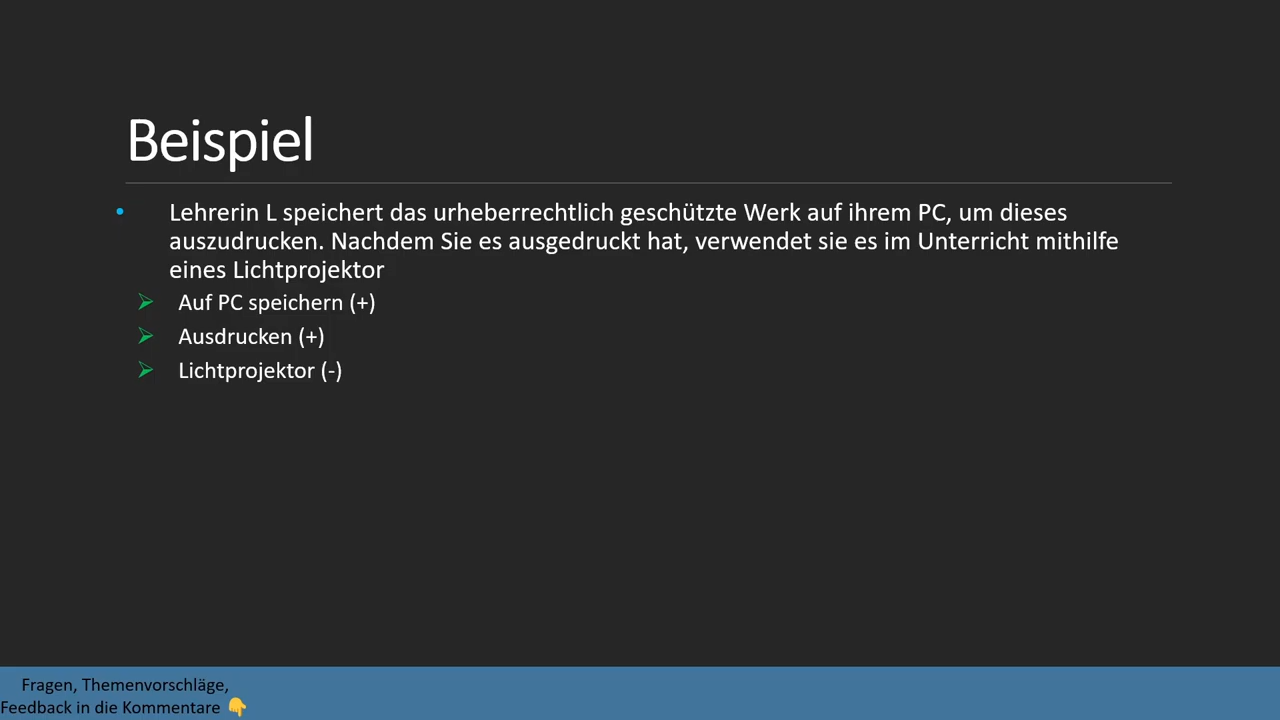 Beispiel
• Lehrerin L speichert das urheberrechtlich geschützte Werk auf ihrem PC, um dieses
auszudrucken. Nachdem Sie es ausgedruckt hat, verwendet sie es im Unterricht mithilfe
eines Lichtprojektor
➢ Auf PC speichern (+)
➢ Ausdrucken (+)
➢ Lichtprojektor (-)
Fragen, Themenvorschläge,
Feedback in die Kommentare 👇